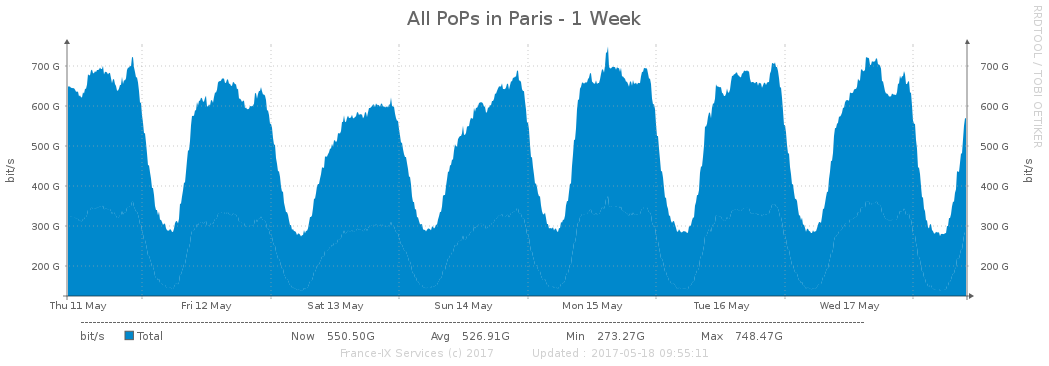 All PoPs in Paris - 1 Week
RRDTOOL / TOBI OETIKER
bit/s
700 G
600 G
500 G
400 G
300 G
200 G
700 G
600 G
500 G
400 G
300 G
200 G
bit/s
Thu 11 May Fri 12 May Sat 13 May Sun 14 May Mon 15 May Tue 16 May Wed 17 May
bit/s Total Now 550.50G Avg 526.91G Min 273.27G Max 748.47G
France-IX Services (c) 2017 Updated : 2017-05-18 09:55:11